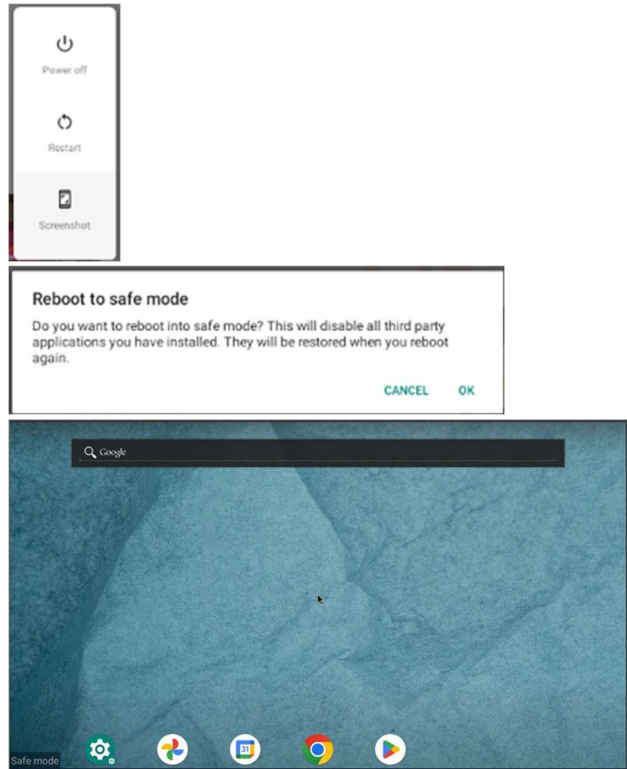 Power off
Restart
Screenshot
Reboot to safe mode
Do you want to reboot into safe mode? This will disable all third party
applications you have installed. They will be restored when you reboot
again.
CANCEL OK
Google
31
Safe mode